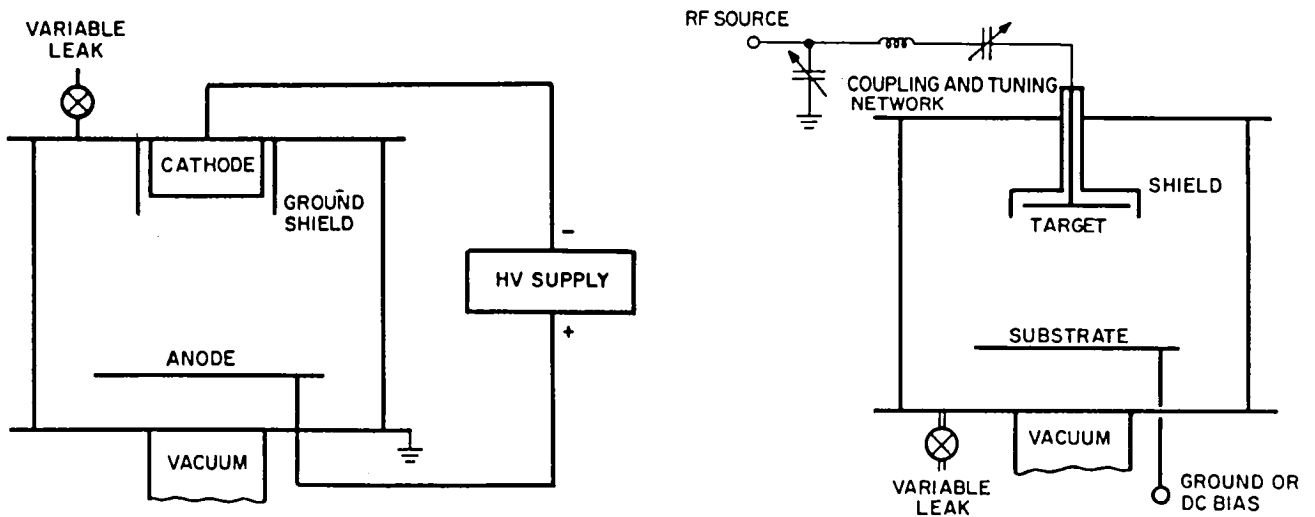 VARIABLE
LEAK
CATHODE
GROUND
SHIELD
-
HV SUPPLY
+
ANODE
VACUUM
RF SOURCE
COUPLING AND TUNING
NETWORK
SHIELD
TARGET
SUBSTRATE
VACUUM
VARIABLE
LEAK
GROUND OR
DC BIAS